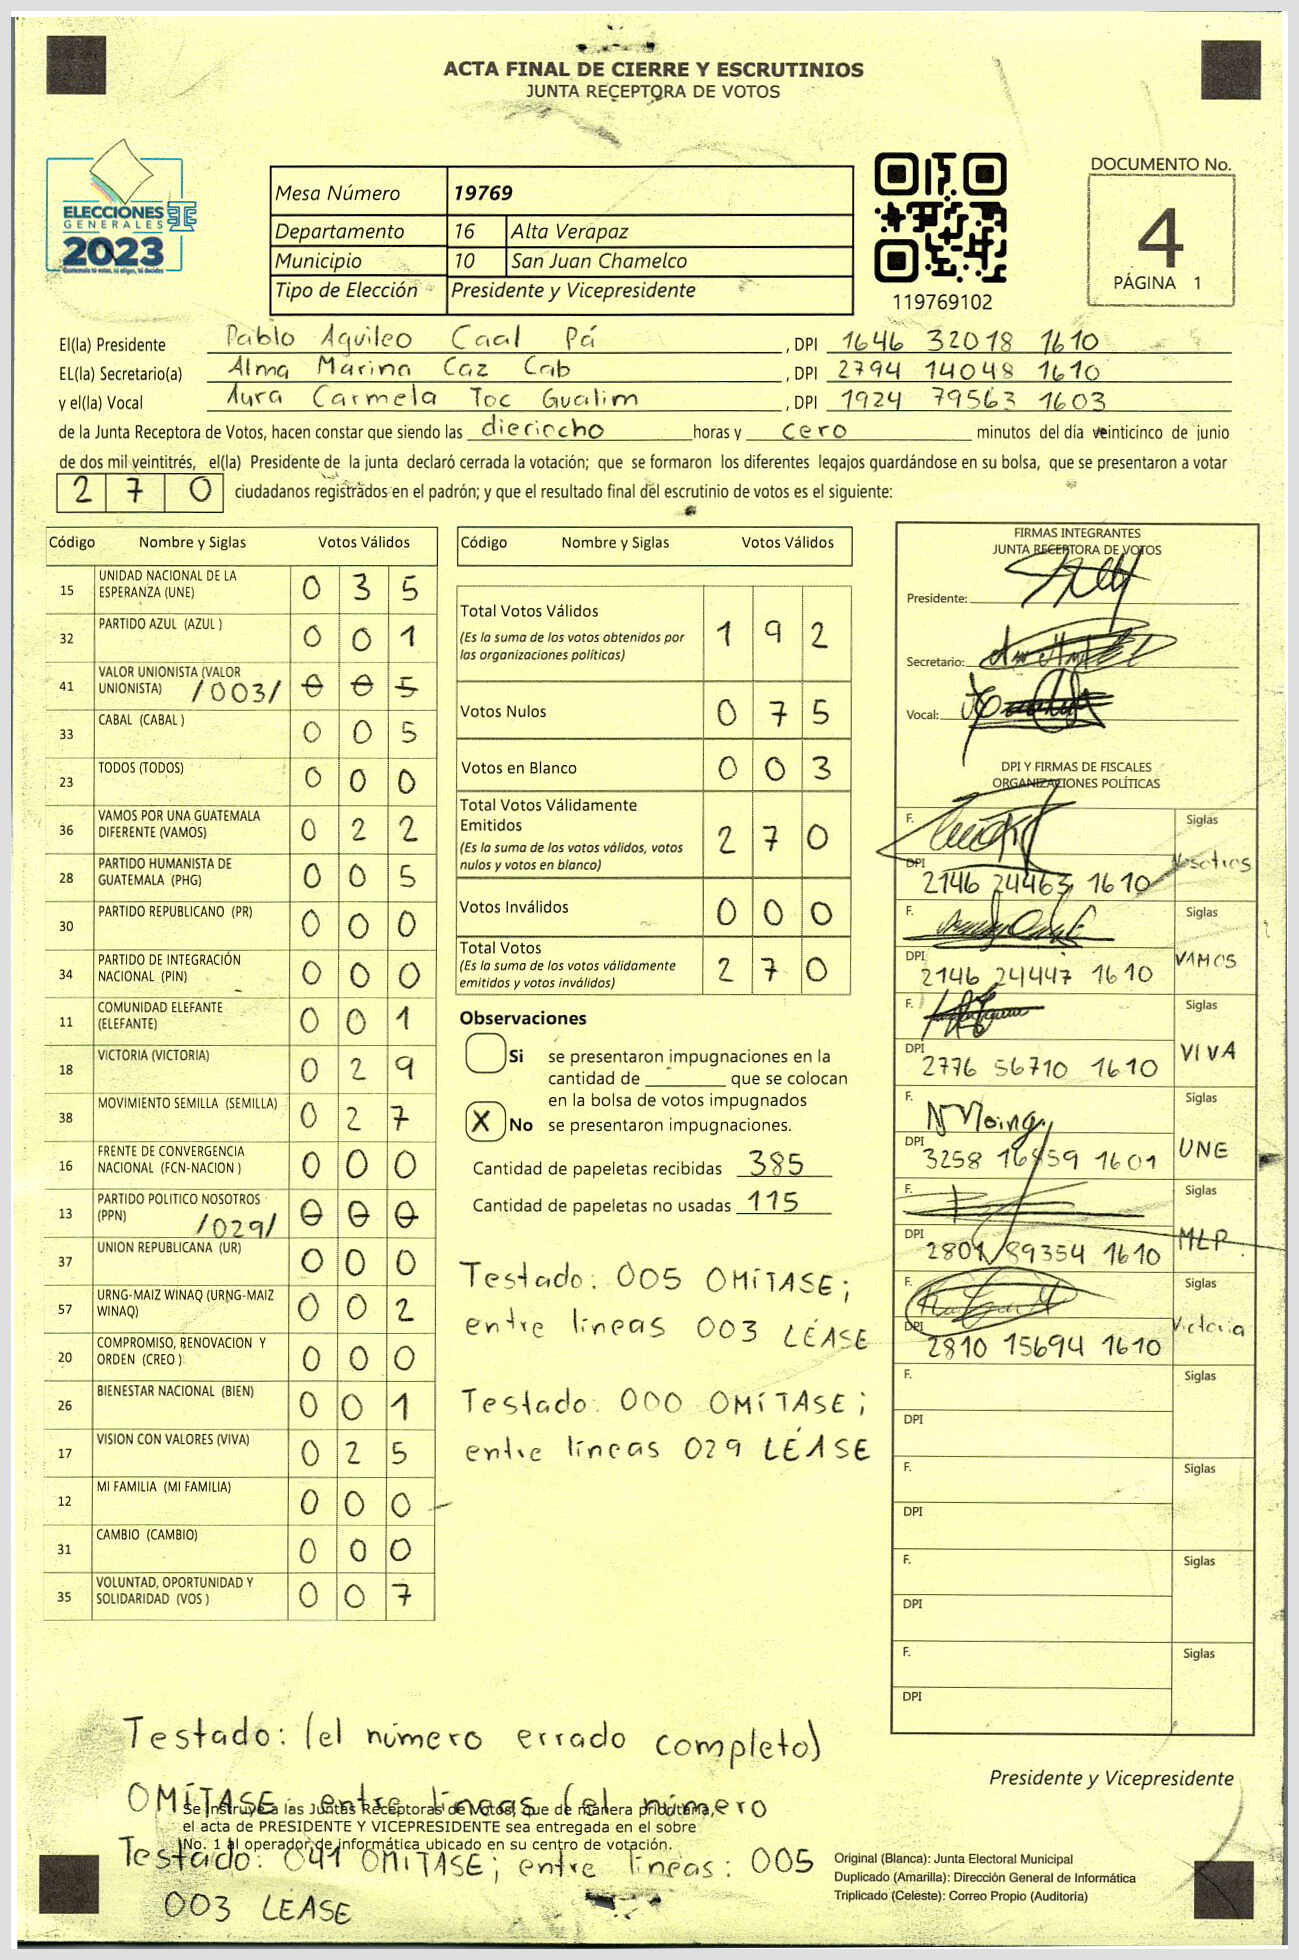 ACTA FINAL DE CIERRE Y ESCRUTINIOS
JUNTA RECEPTORA DE VOTOS
ELECCIONES
GENERALES
2023
Mesa Número 19769
Departamento 16 Alta Verapaz
Municipio 10 San Juan Chamelco
Tipo de Elección Presidente y Vicepresidente
119769102
DOCUMENTO No.
4
PÁGINA 1
El(la) Presidente Pablo Aquileo Caal Pá , DPI 1646 32018 1610
EL(la) Secretario(a) Alma Marina Caz Cab , DPI 2794 14048 1610
y el(la) Vocal Aura Carmela Toc Gualim , DPI 1924 79563 1603
de la Junta Receptora de Votos, hacen constar que siendo las dieciocho horas y cero minutos del día veinticinco de junio
de dos mil veintitrés, el(la) Presidente de la junta declaró cerrada la votación; que se formaron los diferentes legajos guardándose en su bolsa, que se presentaron a votar
2 7 0 ciudadanos registrados en el padrón; y que el resultado final del escrutinio de votos es el siguiente:
Código Nombre y Siglas Votos Válidos
15 UNIDAD NACIONAL DE LA ESPERANZA (UNE) 0 3 5
32 PARTIDO AZUL (AZUL ) 0 0 1
41 VALOR UNIONISTA (VALOR UNIONISTA) /003/ 0 0 5
33 CABAL (CABAL ) 0 0 5
23 TODOS (TODOS) 0 0 0
36 VAMOS POR UNA GUATEMALA DIFERENTE (VAMOS) 0 2 2
28 PARTIDO HUMANISTA DE GUATEMALA (PHG) 0 0 5
30 PARTIDO REPUBLICANO (PR) 0 0 0
34 PARTIDO DE INTEGRACIÓN NACIONAL (PIN) 0 0 0
11 COMUNIDAD ELEFANTE (ELEFANTE) 0 0 1
18 VICTORIA (VICTORIA) 0 2 9
38 MOVIMIENTO SEMILLA (SEMILLA) 0 2 7
16 FRENTE DE CONVERGENCIA NACIONAL (FCN-NACION ) 0 0 0
13 PARTIDO POLITICO NOSOTROS (PPN) /029/ 0 0 0
37 UNION REPUBLICANA (UR) 0 0 0
57 URNG-MAIZ WINAQ (URNG-MAIZ WINAQ) 0 0 2
20 COMPROMISO, RENOVACION Y ORDEN (CREO ) 0 0 0
26 BIENESTAR NACIONAL (BIEN) 0 0 1
17 VISION CON VALORES (VIVA) 0 2 5
12 MI FAMILIA (MI FAMILIA) 0 0 0
31 CAMBIO (CAMBIO) 0 0 0
35 VOLUNTAD, OPORTUNIDAD Y SOLIDARIDAD (VOS ) 0 0 7
Código Nombre y Siglas Votos Válidos
Total Votos Válidos 1 9 2
(Es la suma de los votos obtenidos por
las organizaciones políticas)
Votos Nulos 0 7 5
Votos en Blanco 0 0 3
Total Votos Válidamente
Emitidos 2 7 0
(Es la suma de los votos válidos, votos
nulos y votos en blanco)
Votos Inválidos 0 0 0
Total Votos 2 7 0
(Es la suma de los votos válidamente
emitidos y votos inválidos)
Observaciones
Si se presentaron impugnaciones en la
cantidad de ________ que se colocan
en la bolsa de votos impugnados
X No se presentaron impugnaciones.
Cantidad de papeletas recibidas 385
Cantidad de papeletas no usadas 115
Testado: 005 OMÍTASE;
entre líneas 003 LÉASE
Testado: 000 OMÍTASE;
entre líneas 029 LÉASE
FIRMAS INTEGRANTES
JUNTA RECEPTORA DE VOTOS
Presidente:
Secretario:
Vocal:
DPI Y FIRMAS DE FISCALES
ORGANIZACIONES POLÍTICAS
F. Siglas
DPI 2146 24463 1610 Nosotros
F. Siglas
DPI 2146 24447 1610 VAMOS
F. Siglas
DPI 2776 56710 1610 VIVA
F. Siglas
DPI 3258 16859 1601 UNE
F. Siglas
DPI 2801 89354 1610 MLP
F. Siglas
DPI 2810 15694 1610 Victoria
F. Siglas
DPI
F. Siglas
DPI
F. Siglas
DPI
F. Siglas
DPI
Presidente y Vicepresidente
Testado: (el número errado completo)
OMÍTASE; entre líneas (el número
Se instruye a las Juntas Receptoras de Votos, que de manera prioritaria,
el acta de PRESIDENTE Y VICEPRESIDENTE sea entregada en el sobre
No. 1 al operador de informática ubicado en su centro de votación.
Testado: 041 OMÍTASE; entre líneas: 005
003 LEASE
Original (Blanca): Junta Electoral Municipal
Duplicado (Amarilla): Dirección General de Informática
Triplicado (Celeste): Correo Propio (Auditoria)